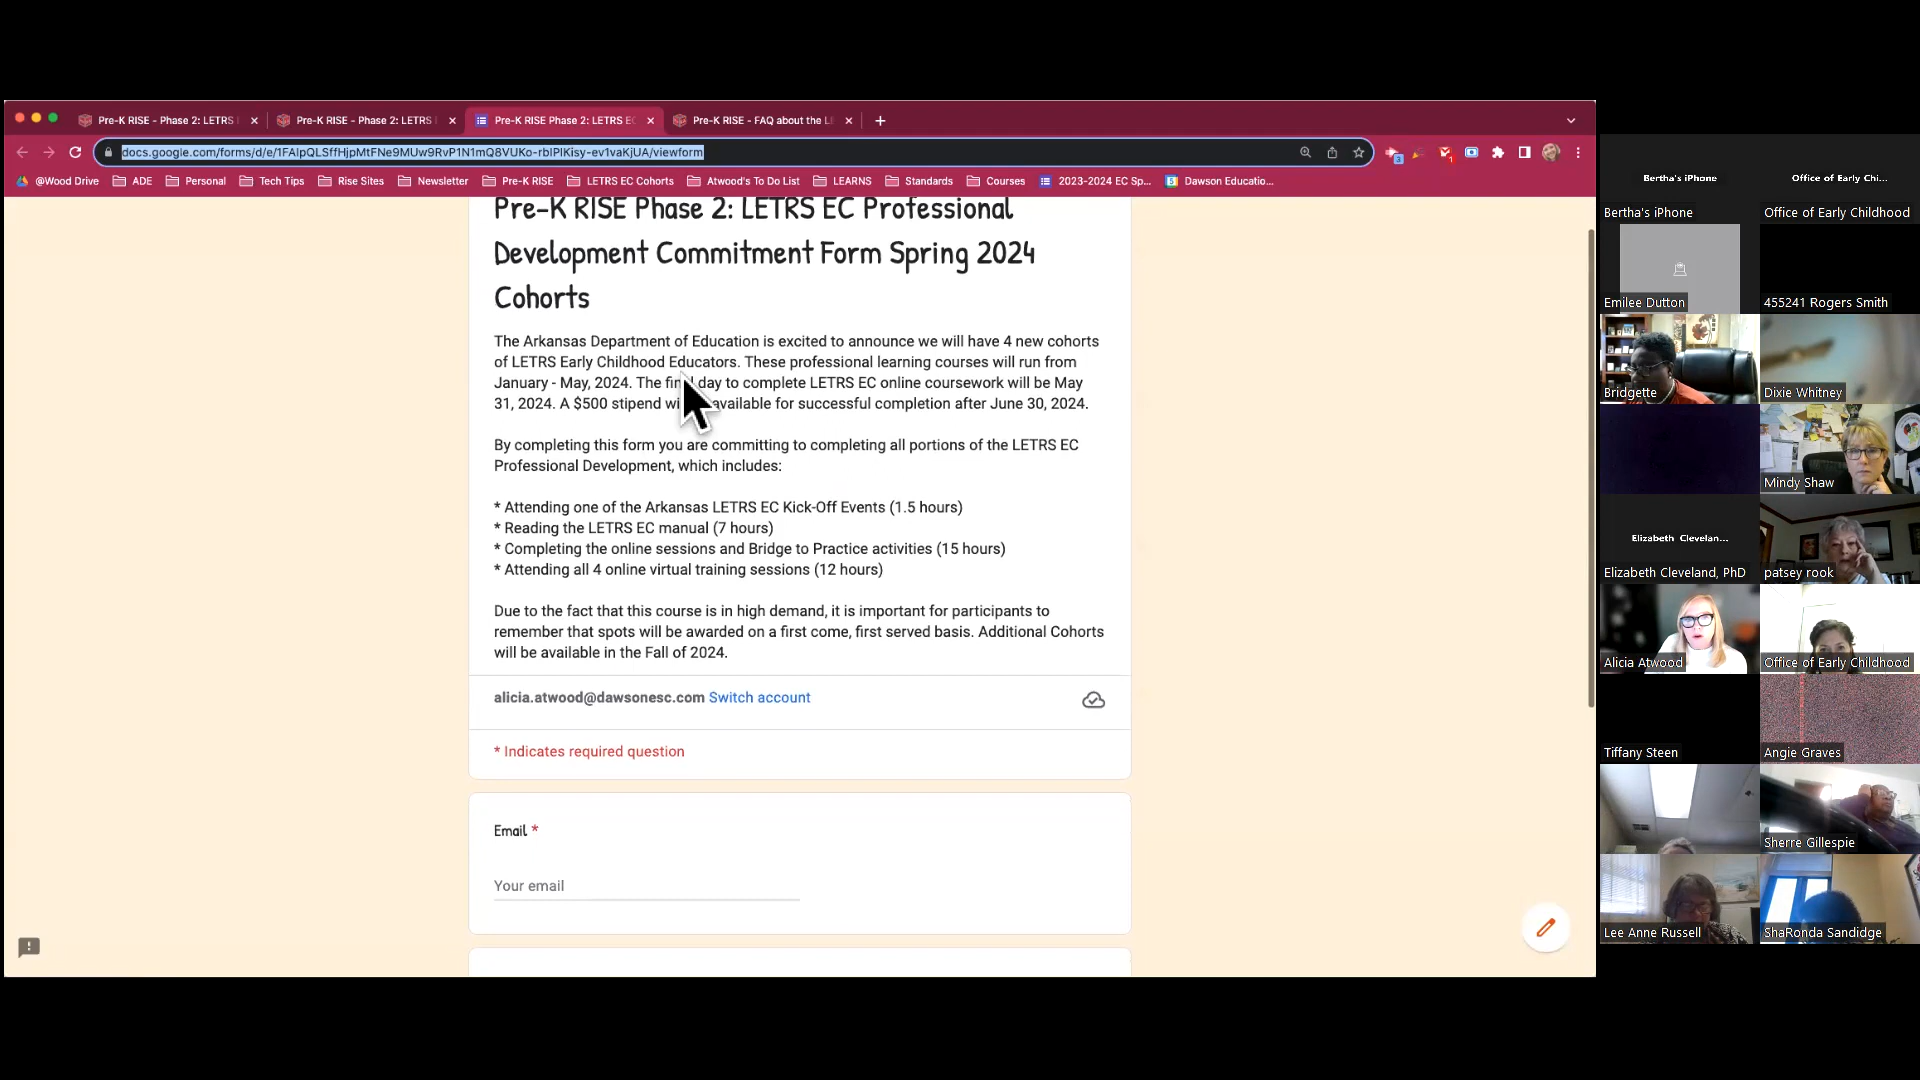 Pre-K RISE - Phase 2: LETRS
Pre-K RISE - Phase 2: LETRS
Pre-K RISE Phase 2: LETRS EC
Pre-K RISE - FAQ about the LE
docs.google.com/forms/d/e/1FAIpQLSffHjpMtFNe9MUw9RvP1N1mQ8VUKo-rbIPIKisy-ev1vaKjUA/viewform
@Wood Drive
ADE
Personal
Tech Tips
Rise Sites
Newsletter
Pre-K RISE
LETRS EC Cohorts
Atwood's To Do List
LEARNS
Standards
Courses
2023-2024 EC Sp...
Dawson Educatio...
Pre-K RISE Phase 2: LETRS EC Professional
Development Commitment Form Spring 2024
Cohorts
The Arkansas Department of Education is excited to announce we will have 4 new cohorts
of LETRS Early Childhood Educators. These professional learning courses will run from
January - May, 2024. The day to complete LETRS EC online coursework will be May
31, 2024. A $500 stipend available for successful completion after June 30, 2024.
By completing this form you are committing to completing all portions of the LETRS EC
Professional Development, which includes:
* Attending one of the Arkansas LETRS EC Kick-Off Events (1.5 hours)
* Reading the LETRS EC manual (7 hours)
* Completing the online sessions and Bridge to Practice activities (15 hours)
* Attending all 4 online virtual training sessions (12 hours)
Due to the fact that this course is in high demand, it is important for participants to
remember that spots will be awarded on a first come, first served basis. Additional Cohorts
will be available in the Fall of 2024.
alicia.atwood@dawsonesc.com Switch account
* Indicates required question
Email *
Your email
Bertha's iPhone
Office of Early Chi...
Bertha's iPhone
Office of Early Childhood
Emilee Dutton
455241 Rogers Smith
Bridgette
Dixie Whitney
Mindy Shaw
Elizabeth Clevelan...
Elizabeth Cleveland, PhD
patsey rook
Alicia Atwood
Office of Early Childhood
Tiffany Steen
Angie Graves
Sherre Gillespie
Lee Anne Russell
ShaRonda Sandidge